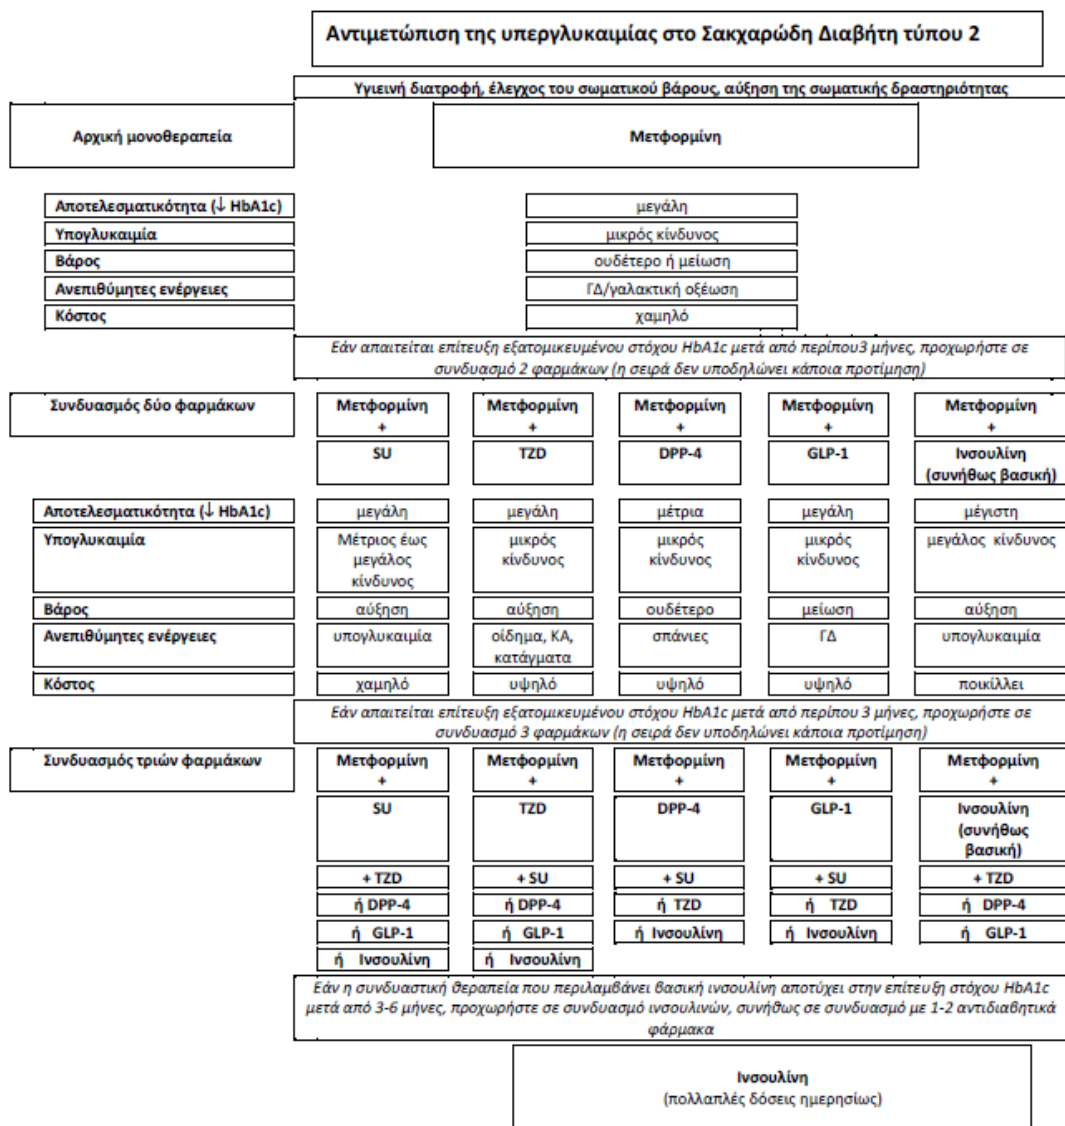 Αντιμετώπιση της υπεργλυκαιμίας στο Σακχαρώδη Διαβήτη τύπου 2
Υγιεινή διατροφή, έλεγχος του σωματικού βάρους, αύξηση της σωματικής δραστηριότητας
Αρχική μονοθεραπεία
Μετφορμίνη
Αποτελεσματικότητα (↓ HbA1c)
μεγάλη
Υπογλυκαιμία
μικρός κίνδυνος
Βάρος
ουδέτερο ή μείωση
Ανεπιθύμητες ενέργειες
ΓΔ/γαλακτική οξέωση
Κόστος
χαμηλό
Εάν απαιτείται επίτευξη εξατομικευμένου στόχου HbA1c μετά από περίπου3 μήνες, προχωρήστε σε
συνδυασμό 2 φαρμάκων (η σειρά δεν υποδηλώνει κάποια προτίμηση)
Συνδυασμός δύο φαρμάκων
Μετφορμίνη
+
SU
Μετφορμίνη
+
TZD
Μετφορμίνη
+
DPP-4
Μετφορμίνη
+
GLP-1
Μετφορμίνη
+
Ινσουλίνη
(συνήθως βασική)
Αποτελεσματικότητα (↓ HbA1c)
μεγάλη
μεγάλη
μέτρια
μεγάλη
μέγιστη
Υπογλυκαιμία
Μέτριος έως
μεγάλος
κίνδυνος
μικρός
κίνδυνος
μικρός
κίνδυνος
μικρός
κίνδυνος
μεγάλος κίνδυνος
Βάρος
αύξηση
αύξηση
ουδέτερο
μείωση
αύξηση
Ανεπιθύμητες ενέργειες
υπογλυκαιμία
οίδημα, ΚΑ,
κατάγματα
σπάνιες
ΓΔ
υπογλυκαιμία
Κόστος
χαμηλό
υψηλό
υψηλό
υψηλό
ποικίλλει
Εάν απαιτείται επίτευξη εξατομικευμένου στόχου HbA1c μετά από περίπου 3 μήνες, προχωρήστε σε
συνδυασμό 3 φαρμάκων (η σειρά δεν υποδηλώνει κάποια προτίμηση)
Συνδυασμός τριών φαρμάκων
Μετφορμίνη
+
SU
+ TZD
ή DPP-4
ή GLP-1
ή Ινσουλίνη
Μετφορμίνη
+
TZD
+ SU
ή DPP-4
ή GLP-1
ή Ινσουλίνη
Μετφορμίνη
+
DPP-4
+ SU
ή TZD
ή Ινσουλίνη
Μετφορμίνη
+
GLP-1
+ SU
ή TZD
ή Ινσουλίνη
Μετφορμίνη
+
Ινσουλίνη
(συνήθως
βασική)
+ TZD
ή DPP-4
ή GLP-1
Εάν η συνδυαστική θεραπεία που περιλαμβάνει βασική ινσουλίνη αποτύχει στην επίτευξη στόχου HbA1c
μετά από 3-6 μήνες, προχωρήστε σε συνδυασμό ινσουλινών, συνήθως σε συνδυασμό με 1-2 αντιδιαβητικά
φάρμακα
Ινσουλίνη
(πολλαπλές δόσεις ημερησίως)